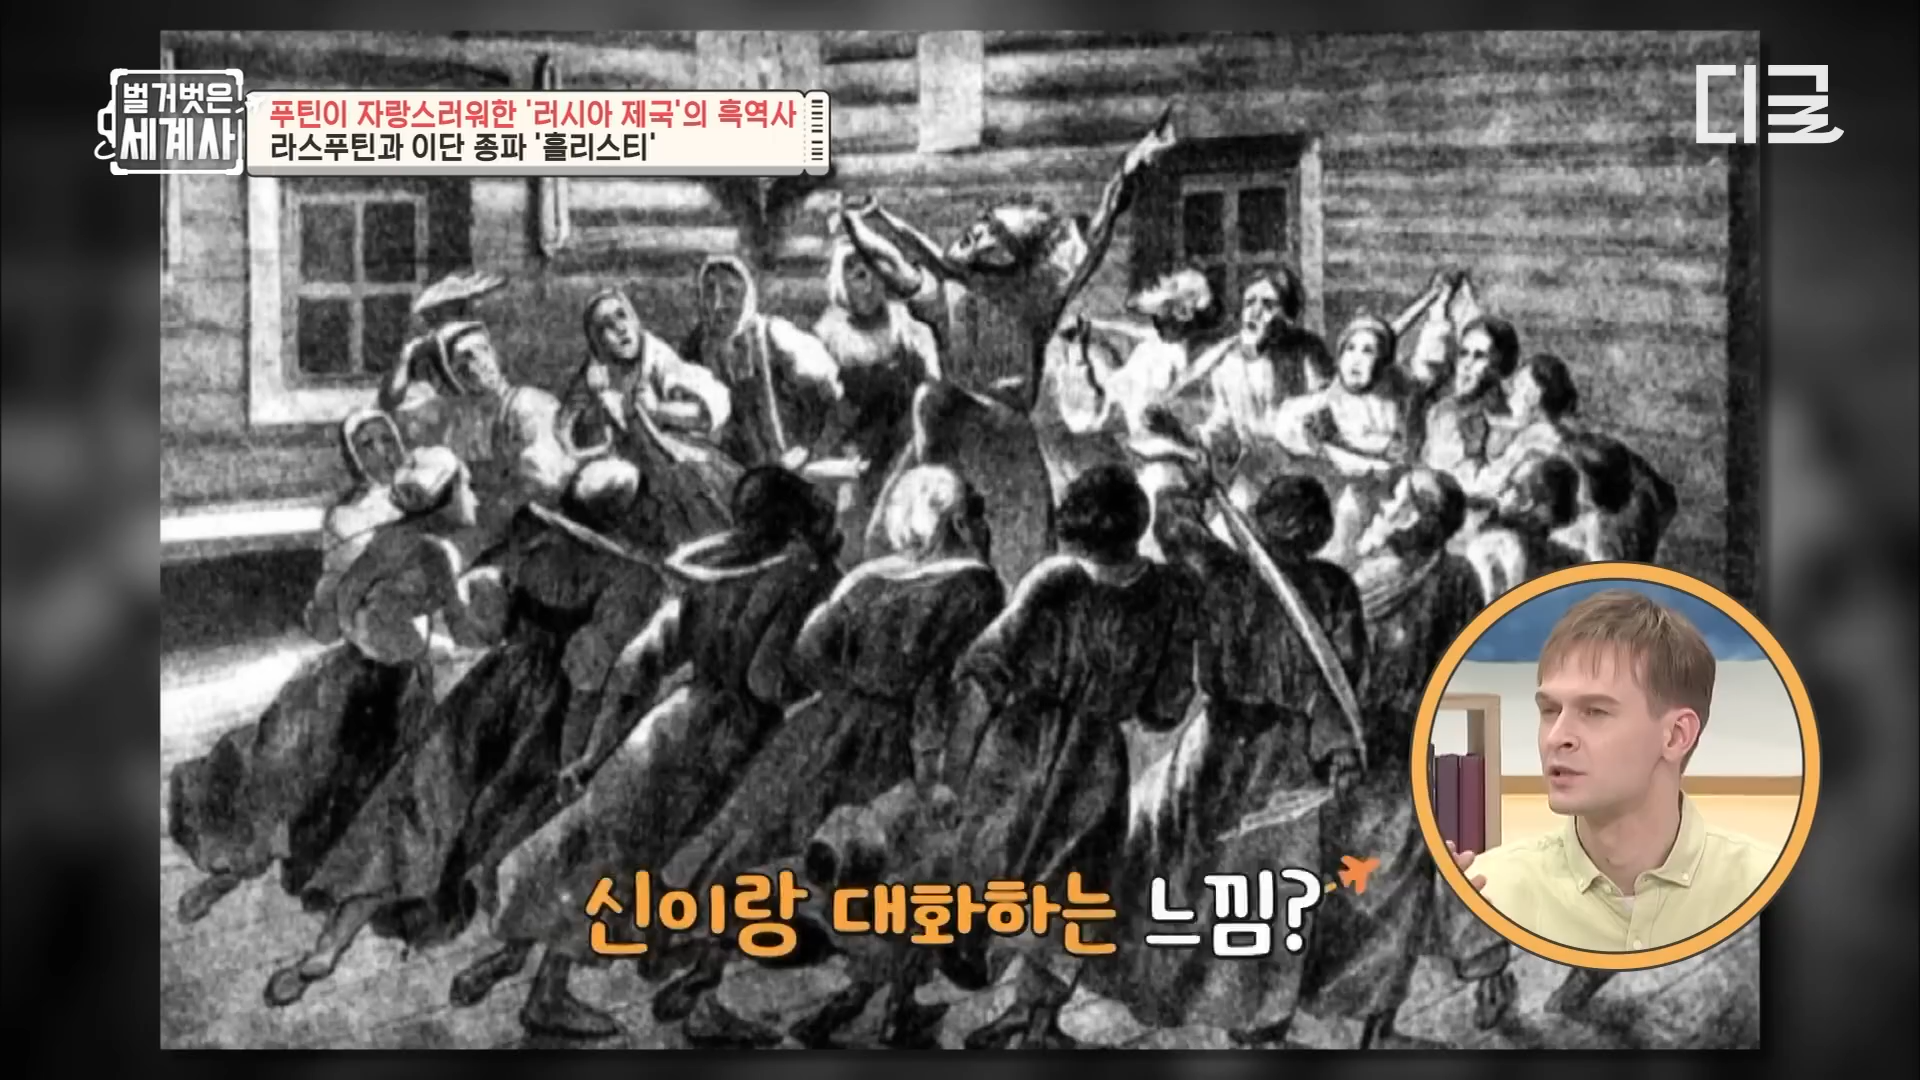 벌거벗은
세계사
푸틴이 자랑스러워한 '러시아 제국'의 흑역사
라스푸틴과 이단 종파 '흘리스티'
디글
신이랑 대화하는 느낌?